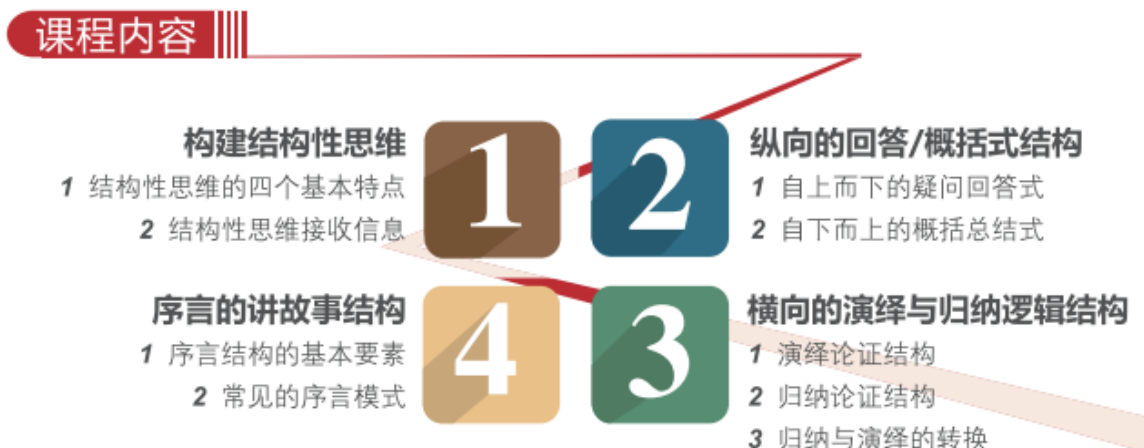 课程内容
构建结构性思维
1 结构性思维的四个基本特点
2 结构性思维接收信息
1
2
纵向的回答/概括式结构
1 自上而下的疑问回答式
2 自下而上的概括总结式
序言的讲故事结构
1 序言结构的基本要素
2 常见的序言模式
4
3
横向的演绎与归纳逻辑结构
1 演绎论证结构
2 归纳论证结构
3 归纳与演绎的转换